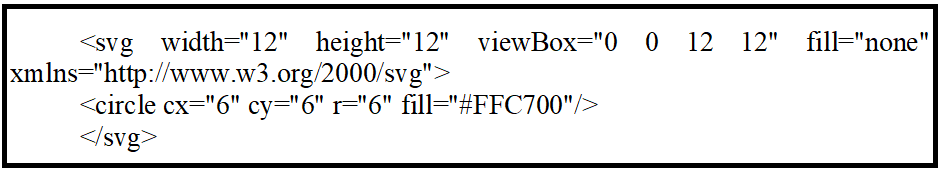 <svg width="12" height="12" viewBox="0 0 12 12" fill="none"
xmlns="http://www.w3.org/2000/svg">
<circle cx="6" cy="6" r="6" fill="#FFC700"/>
</svg>